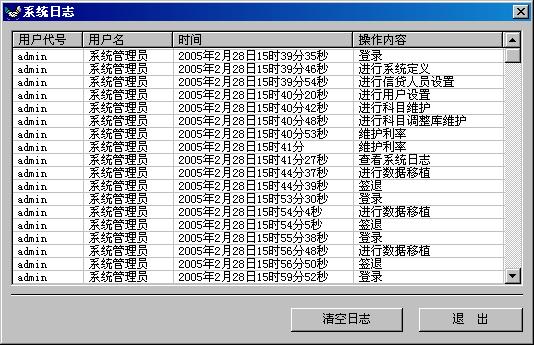 系统日志
用户代号 用户名 时间 操作内容
admin 系统管理员 2005年2月28日15时39分35秒 登录
admin 系统管理员 2005年2月28日15时39分46秒 进行系统定义
admin 系统管理员 2005年2月28日15时39分54秒 进行信贷人员设置
admin 系统管理员 2005年2月28日15时40分20秒 进行用户设置
admin 系统管理员 2005年2月28日15时40分42秒 进行科目维护
admin 系统管理员 2005年2月28日15时40分48秒 进行科目调整库维护
admin 系统管理员 2005年2月28日15时40分53秒 维护利率
admin 系统管理员 2005年2月28日15时41分 维护利率
admin 系统管理员 2005年2月28日15时41分27秒 查看系统日志
admin 系统管理员 2005年2月28日15时44分37秒 进行数据移植
admin 系统管理员 2005年2月28日15时44分39秒 签退
admin 系统管理员 2005年2月28日15时53分30秒 登录
admin 系统管理员 2005年2月28日15时54分4秒 进行数据移植
admin 系统管理员 2005年2月28日15时54分5秒 签退
admin 系统管理员 2005年2月28日15时55分38秒 登录
admin 系统管理员 2005年2月28日15时56分48秒 进行数据移植
admin 系统管理员 2005年2月28日15时56分50秒 签退
admin 系统管理员 2005年2月28日15时59分52秒 登录
清空日志 退 出